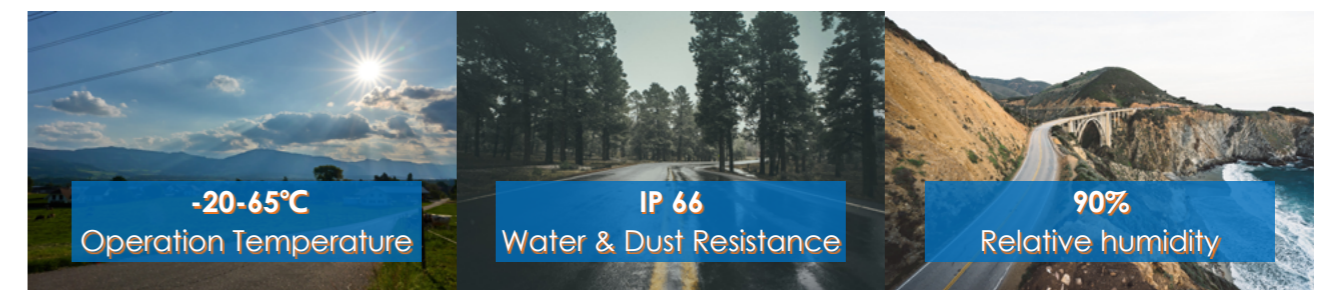 -20-65℃
Operation Temperature
IP 66
Water & Dust Resistance
90%
Relative humidity